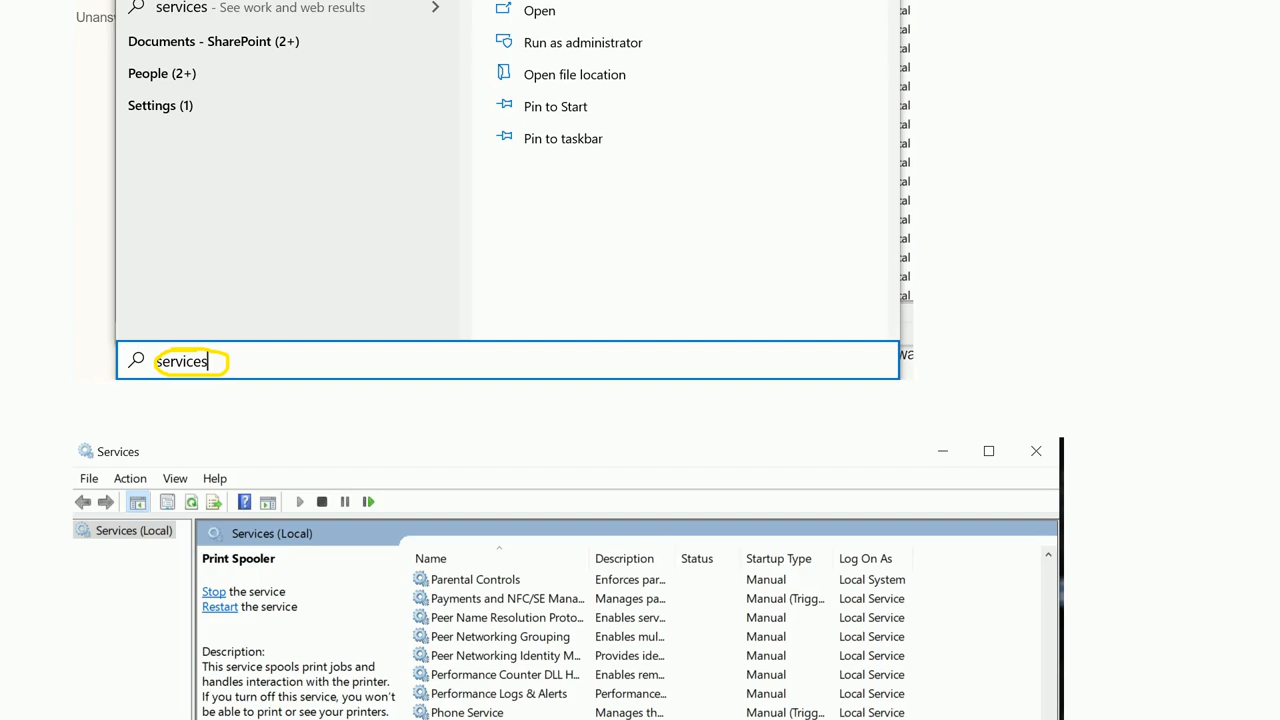 Unans
services - See work and web results
Documents - SharePoint (2+)
People (2+)
Settings (1)
Open
Run as administrator
Open file location
Pin to Start
Pin to taskbar
services
Services
File Action View Help
Services (Local)
Services (Local)
Print Spooler
Stop the service
Restart the service
Description:
This service spools print jobs and
handles interaction with the printer.
If you turn off this service, you won't
be able to print or see your printers.
Name Description Status Startup Type Log On As
Parental Controls Enforces par... Manual Local System
Payments and NFC/SE Mana... Manages pa... Manual (Trigg... Local Service
Peer Name Resolution Proto... Enables serv... Manual Local Service
Peer Networking Grouping Enables mul... Manual Local Service
Peer Networking Identity M... Provides ide... Manual Local Service
Performance Counter DLL H... Enables rem... Manual Local Service
Performance Logs & Alerts Performance... Manual Local Service
Phone Service Manages th... Manual (Trigg... Local Service